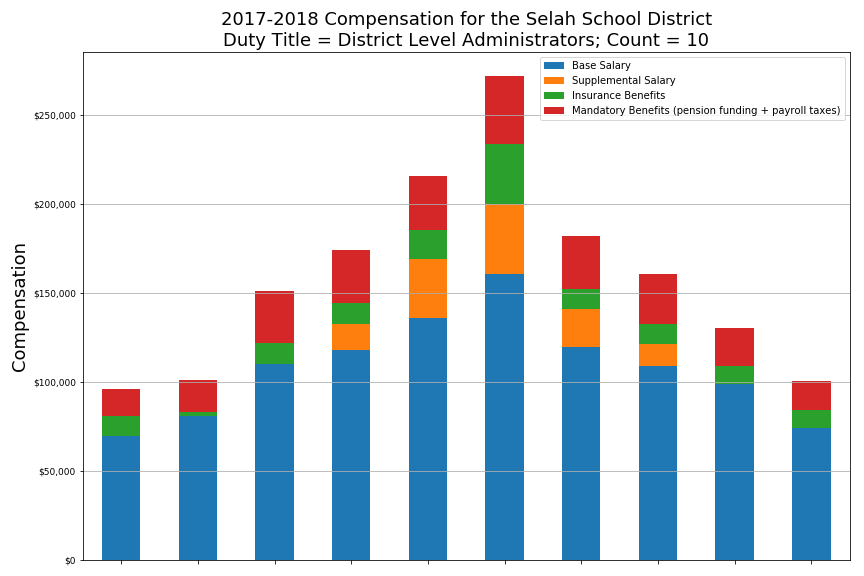 2017-2018 Compensation for the Selah School District
Duty Title = District Level Administrators; Count = 10
Base Salary
Supplemental Salary
Insurance Benefits
Mandatory Benefits (pension funding + payroll taxes)
$250,000
$200,000
$150,000
$100,000
$50,000
$0
Compensation